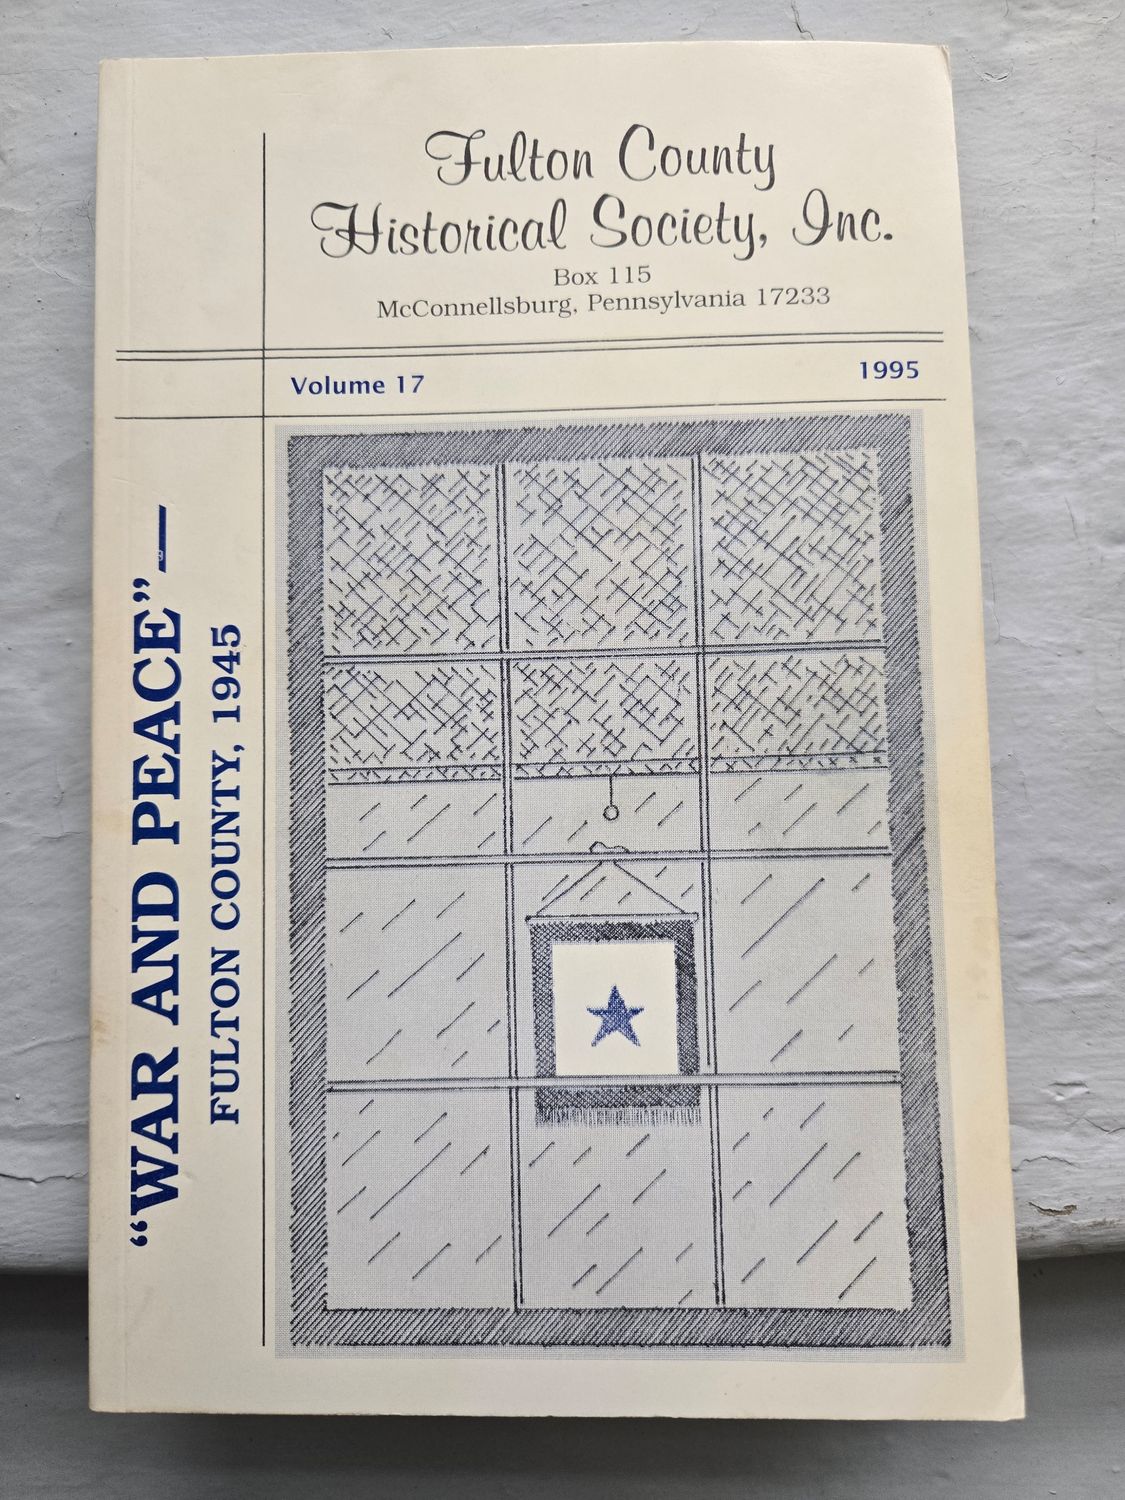 Fulton County
Historical Society, Inc.
Box 115
McConnellsburg, Pennsylvania 17233
Volume 17
1995
“WAR AND PEACE”—
FULTON COUNTY, 1945